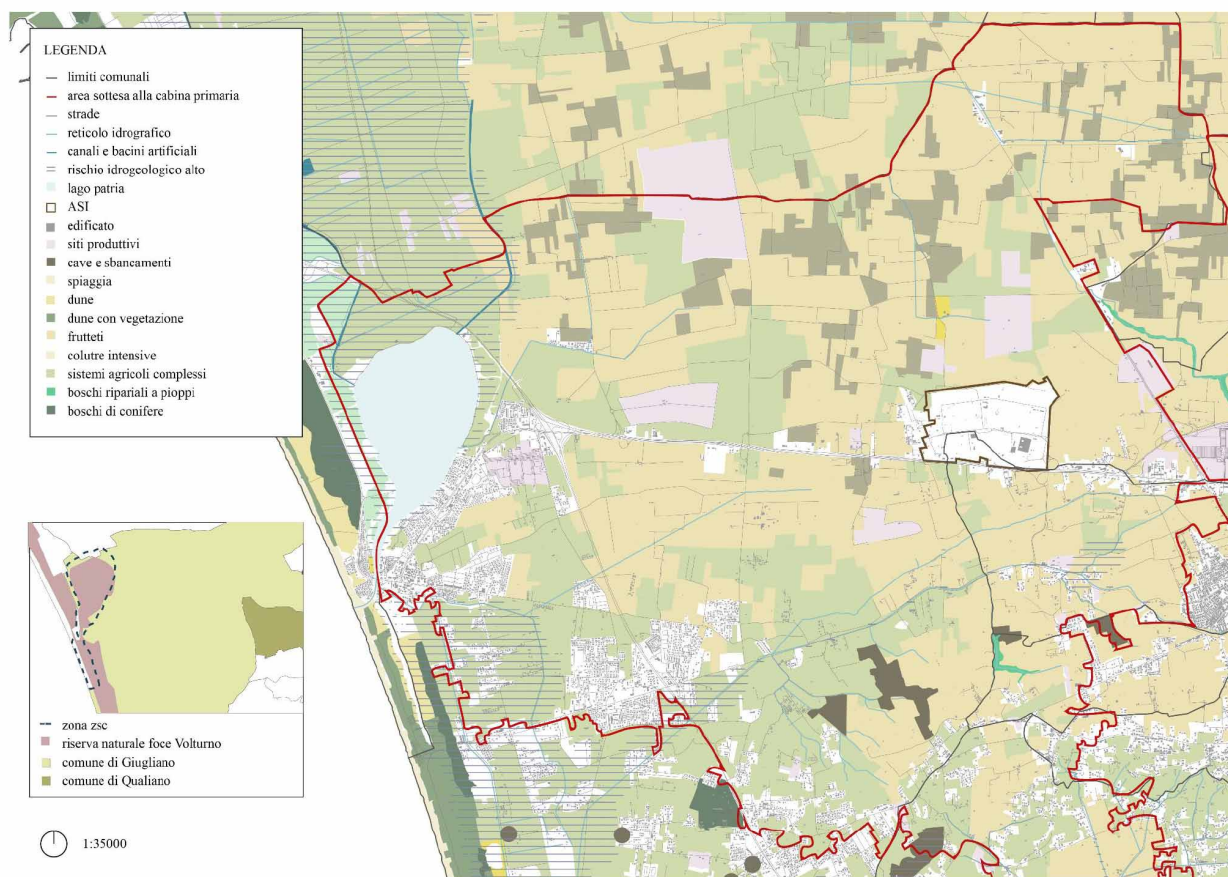 LEGENDA
limiti comunali
area sottesa alla cabina primaria
strade
reticolo idrografico
canali e bacini artificiali
rischio idrogeologico alto
lago patria
ASI
edificato
siti produttivi
cave e sbancamenti
spiaggia
dune
dune con vegetazione
frutteti
colutre intensive
sistemi agricoli complessi
boschi ripariali a pioppi
boschi di conifere
zona zsc
riserva naturale foce Volturno
comune di Giugliano
comune di Qualiano
1:35000